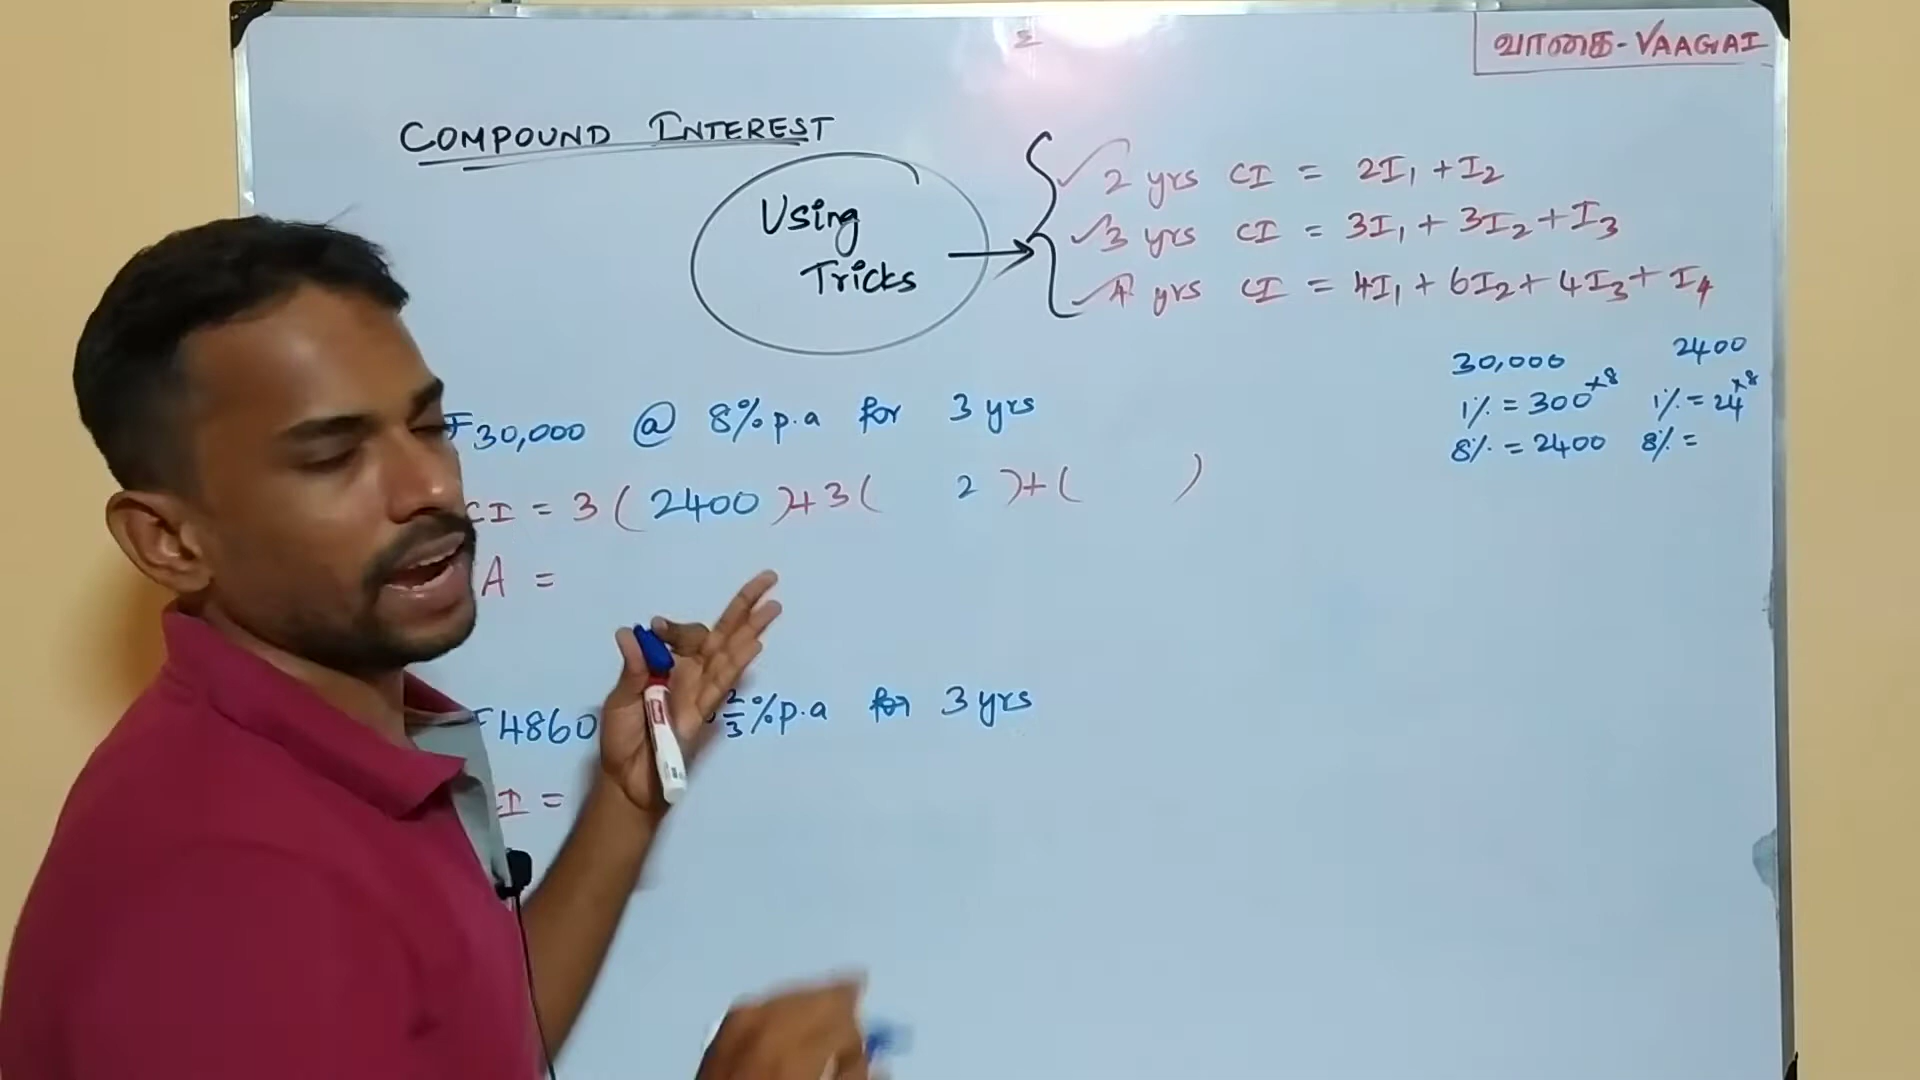 வாகை - VAAGAI
COMPOUND INTEREST
Using
Tricks
2 yrs CI = 2I₁ + I₂
3 yrs CI = 3I₁ + 3I₂ + I₃
4 yrs CI = 4I₁ + 6I₂ + 4I₃ + I₄
30,000 2400
1% = 300 ×8 1% = 24 ×8
8% = 2400 8% =
₹30,000 @ 8% p.a for 3 yrs
CI = 3 ( 2400 ) + 3 ( 2 ) + ( )
A =
₹4860 2/3 % p.a for 3 yrs
I =